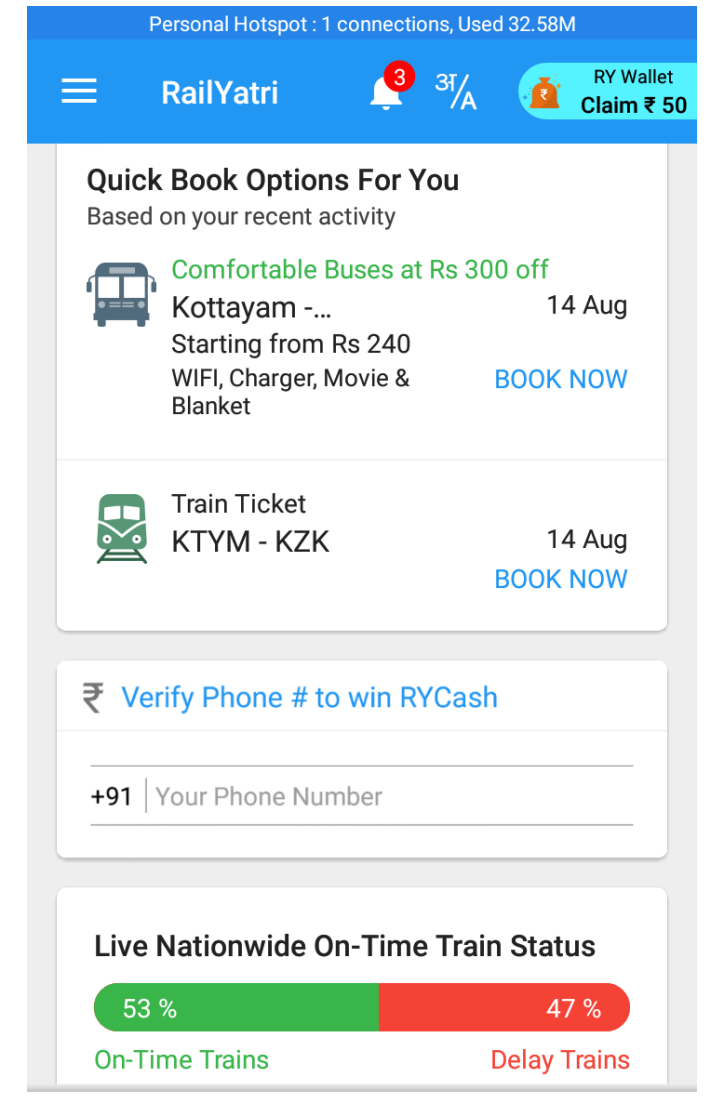 Personal Hotspot : 1 connections, Used 32.58M
RailYatri
3
अ/A
RY Wallet
Claim ₹ 50
Quick Book Options For You
Based on your recent activity
Comfortable Buses at Rs 300 off
Kottayam -... 14 Aug
Starting from Rs 240
WIFI, Charger, Movie & BOOK NOW
Blanket
Train Ticket
KTYM - KZK 14 Aug
BOOK NOW
₹ Verify Phone # to win RYCash
+91 Your Phone Number
Live Nationwide On-Time Train Status
53 % 47 %
On-Time Trains Delay Trains